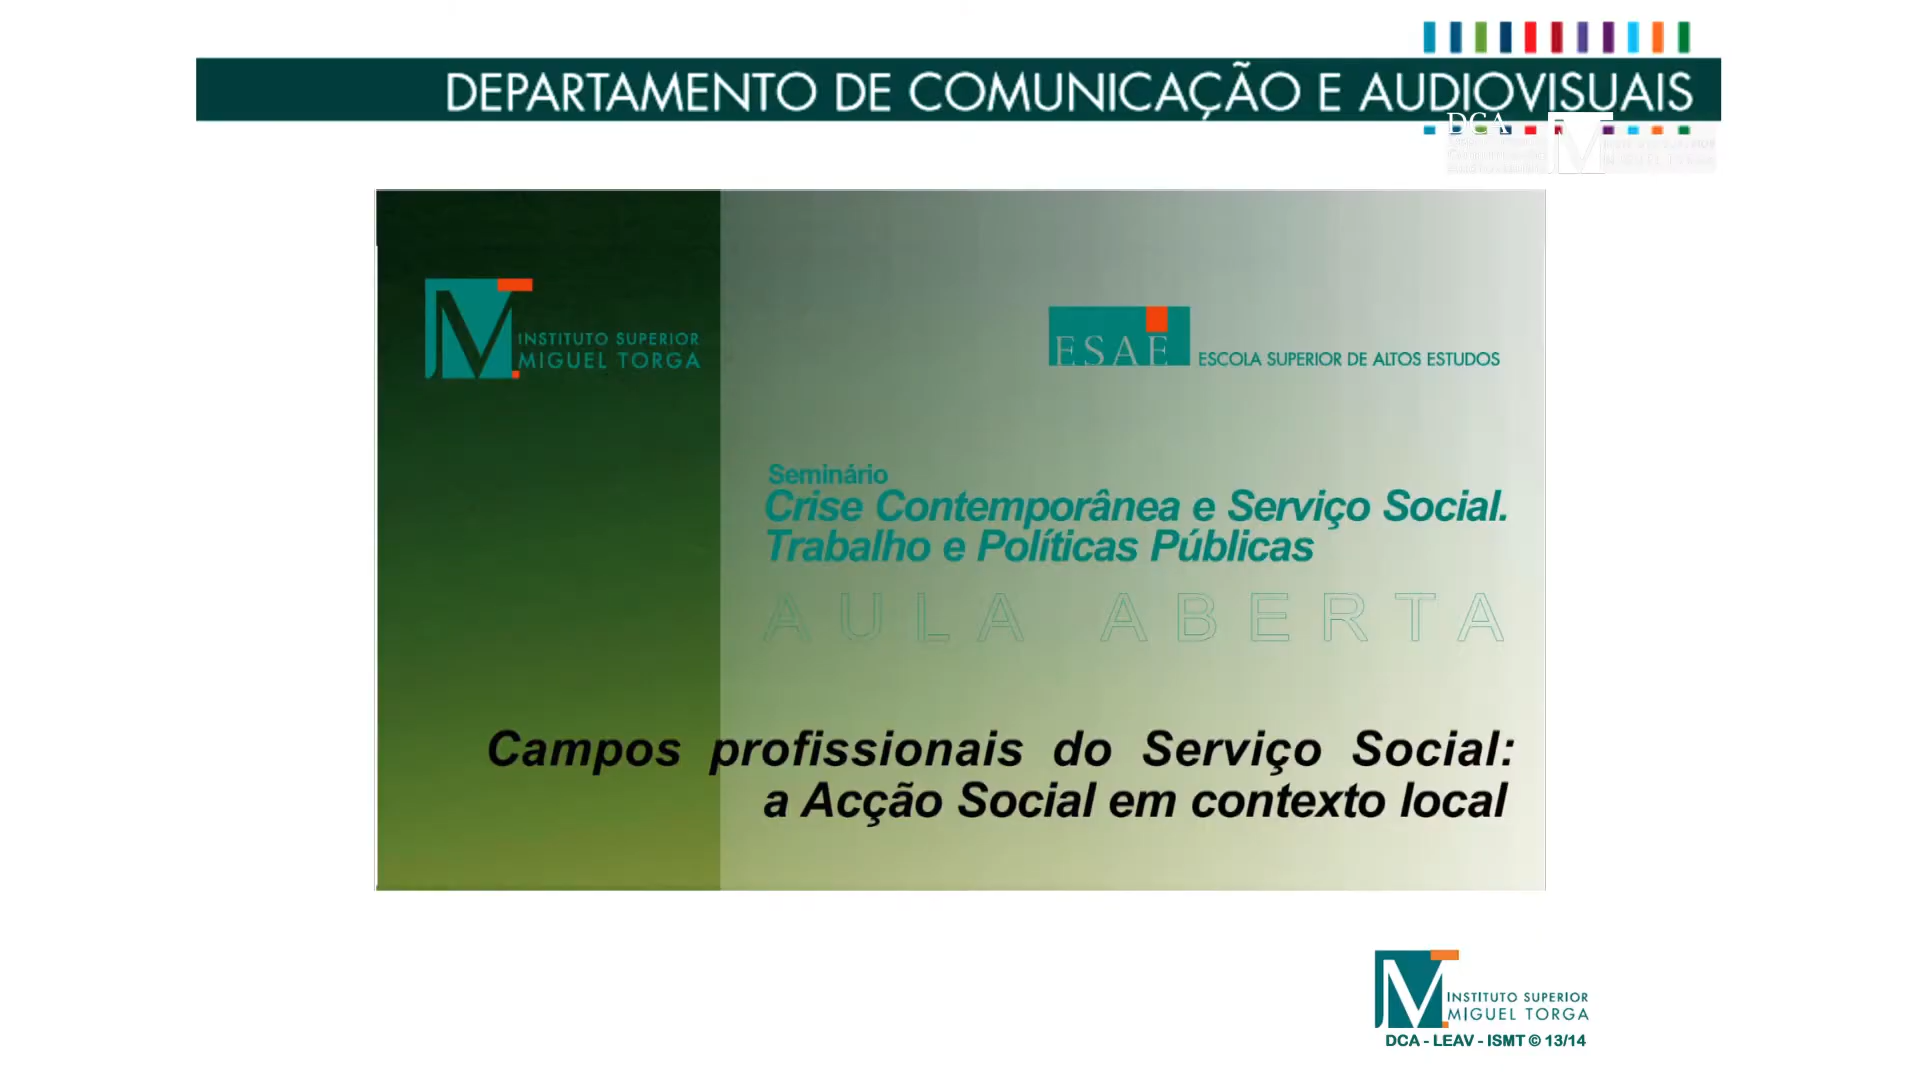 DEPARTAMENTO DE COMUNICAÇÃO E AUDIOVISUAIS
DCA
INSTITUTO SUPERIOR
MIGUEL TORGA
ESAE
ESCOLA SUPERIOR DE ALTOS ESTUDOS
Seminário
Crise Contemporânea e Serviço Social.
Trabalho e Políticas Públicas
AULA ABERTA
Campos profissionais do Serviço Social:
a Acção Social em contexto local
INSTITUTO SUPERIOR
MIGUEL TORGA
DCA - LEAV - ISMT © 13/14